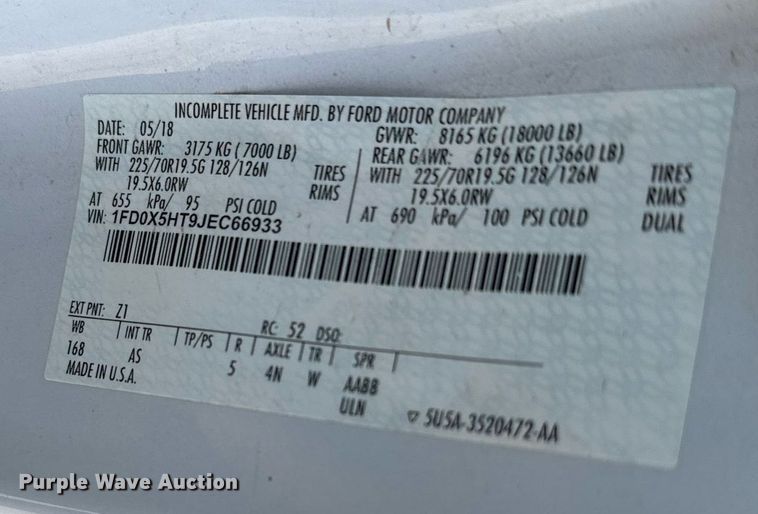 INCOMPLETE VEHICLE MFD. BY FORD MOTOR COMPANY
DATE: 05/18 GVWR: 8165 KG (18000 LB)
FRONT GAWR: 3175 KG ( 7000 LB) REAR GAWR: 6196 KG (13660 LB)
WITH 225/70R19.5G 128/126N TIRES WITH 225/70R19.5G 128/126N TIRES
19.5X6.0RW RIMS 19.5X6.0RW RIMS
AT 655 kPa/ 95 PSI COLD AT 690 kPa/ 100 PSI COLD DUAL
VIN: 1FD0X5HT9JEC66933
EXT PNT: Z1 RC: 52 DSO:
WB INT TR TP/PS R AXLE TR SPR
168 AS 5 4N W AABB
MADE IN U.S.A. ULN
5U5A-3520472-AA
Purple Wave Auction